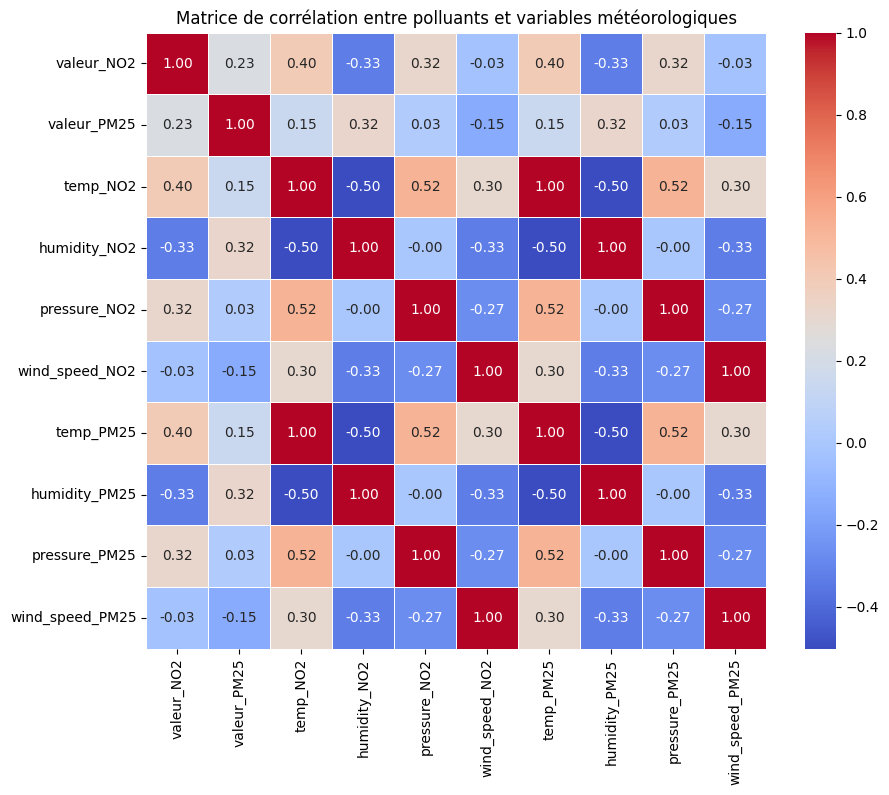 Matrice de corrélation entre polluants et variables météorologiques
valeur_NO2 1.00 0.23 0.40 -0.33 0.32 -0.03 0.40 -0.33 0.32 -0.03
valeur_PM25 0.23 1.00 0.15 0.32 0.03 -0.15 0.15 0.32 0.03 -0.15
temp_NO2 0.40 0.15 1.00 -0.50 0.52 0.30 1.00 -0.50 0.52 0.30
humidity_NO2 -0.33 0.32 -0.50 1.00 -0.00 -0.33 -0.50 1.00 -0.00 -0.33
pressure_NO2 0.32 0.03 0.52 -0.00 1.00 -0.27 0.52 -0.00 1.00 -0.27
wind_speed_NO2 -0.03 -0.15 0.30 -0.33 -0.27 1.00 0.30 -0.33 -0.27 1.00
temp_PM25 0.40 0.15 1.00 -0.50 0.52 0.30 1.00 -0.50 0.52 0.30
humidity_PM25 -0.33 0.32 -0.50 1.00 -0.00 -0.33 -0.50 1.00 -0.00 -0.33
pressure_PM25 0.32 0.03 0.52 -0.00 1.00 -0.27 0.52 -0.00 1.00 -0.27
wind_speed_PM25 -0.03 -0.15 0.30 -0.33 -0.27 1.00 0.30 -0.33 -0.27 1.00
valeur_NO2
valeur_PM25
temp_NO2
humidity_NO2
pressure_NO2
wind_speed_NO2
temp_PM25
humidity_PM25
pressure_PM25
wind_speed_PM25
1.0
0.8
0.6
0.4
0.2
0.0
−0.2
−0.4